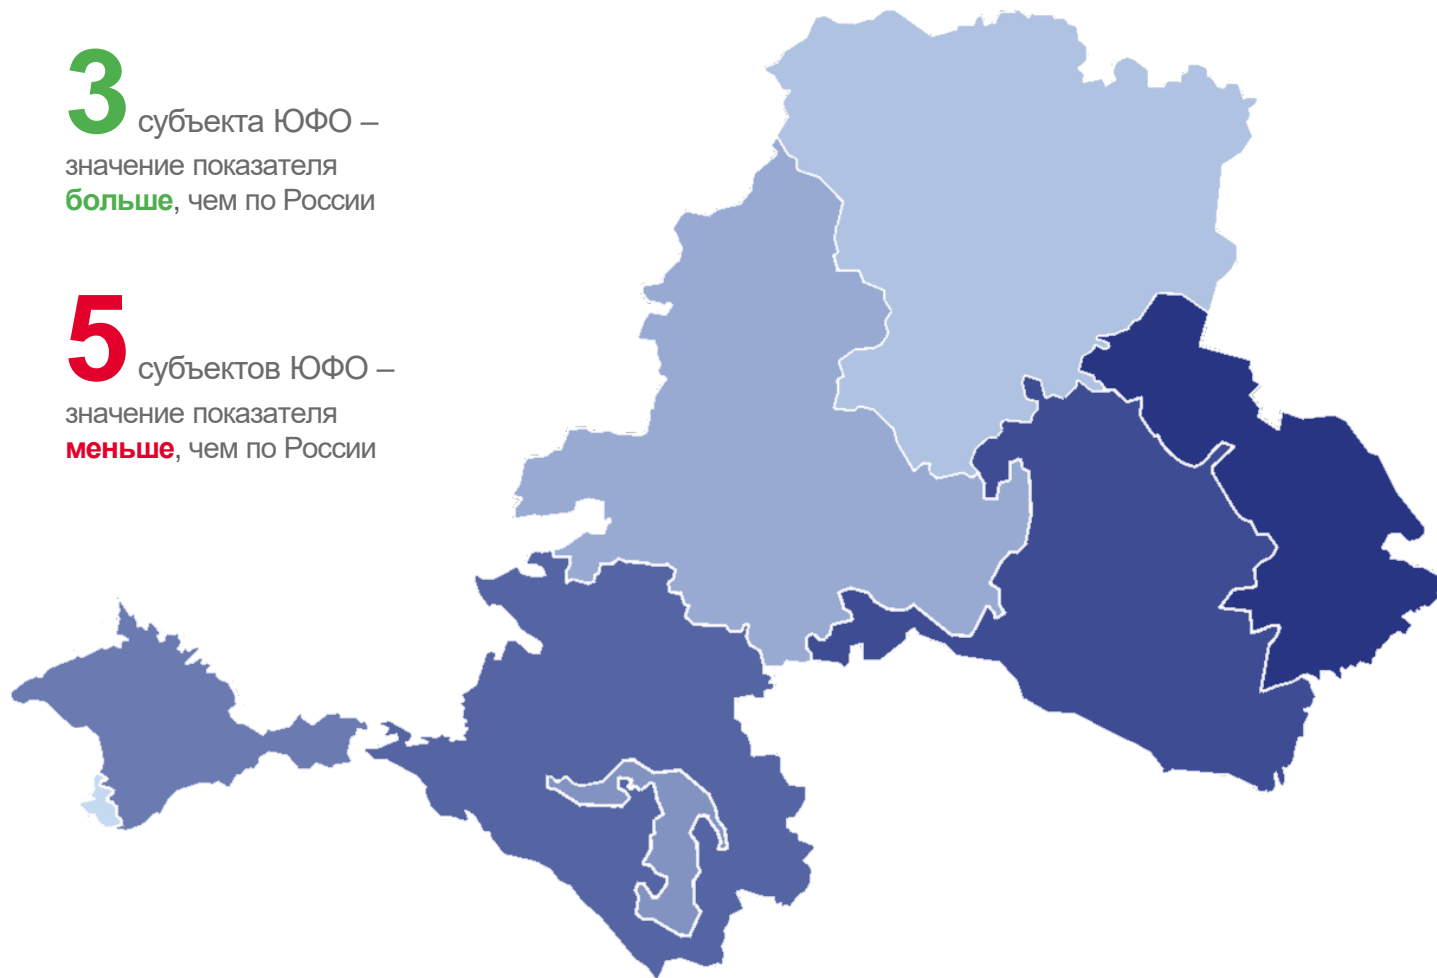 3 субъекта ЮФО –
значение показателя
больше, чем по России
5 субъектов ЮФО –
значение показателя
меньше, чем по России